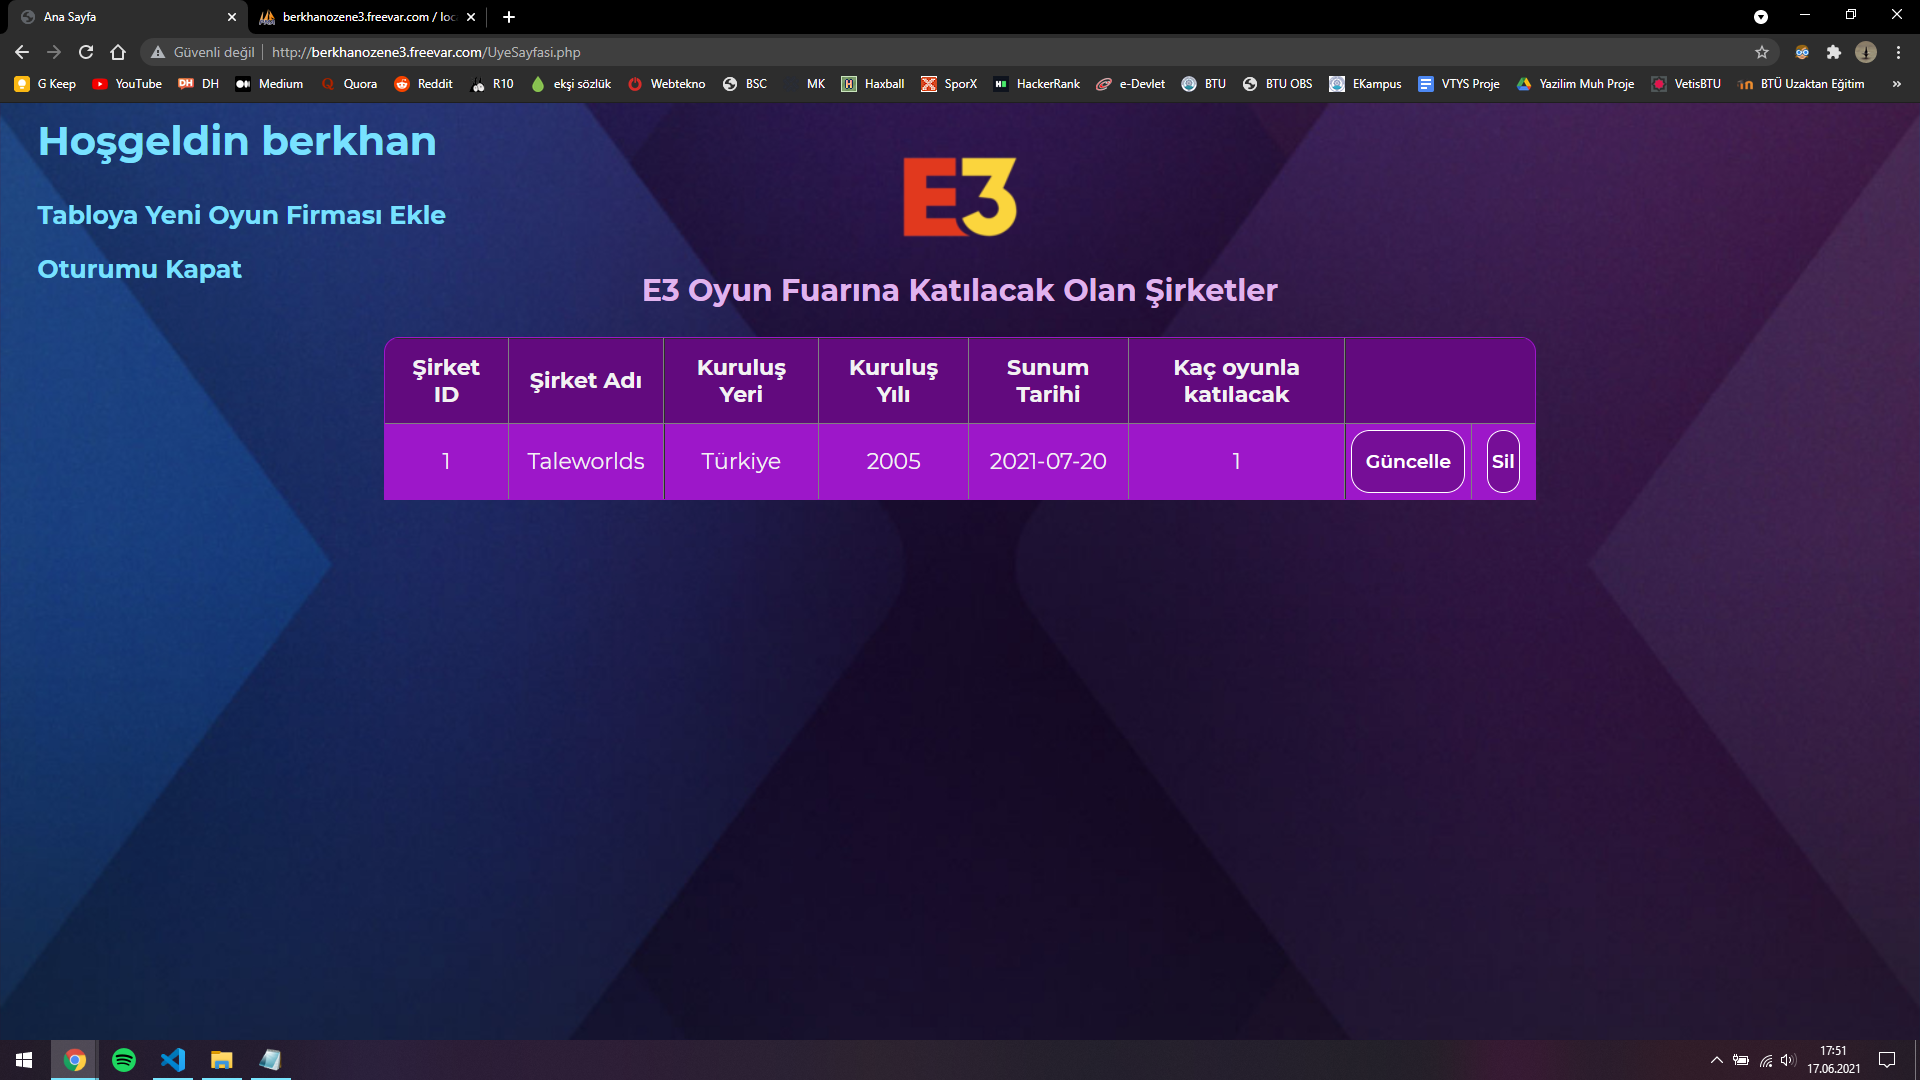 Ana Sayfa
berkhanozene3.freevar.com / loc
Güvenli değil
http://berkhanozene3.freevar.com/UyeSayfasi.php
G Keep
YouTube
DH
Medium
Quora
Reddit
R10
ekşi sözlük
Webtekno
BSC
MK
Haxball
SporX
HackerRank
e-Devlet
BTU
BTU OBS
EKampus
VTYS Proje
Yazilim Muh Proje
VetisBTU
BTÜ Uzaktan Eğitim
Hoşgeldin berkhan
Tabloya Yeni Oyun Firması Ekle
Oturumu Kapat
E3
E3 Oyun Fuarına Katılacak Olan Şirketler
Şirket ID
Şirket Adı
Kuruluş Yeri
Kuruluş Yılı
Sunum Tarihi
Kaç oyunla katılacak
1
Taleworlds
Türkiye
2005
2021-07-20
1
Güncelle
Sil
17:51
17.06.2021